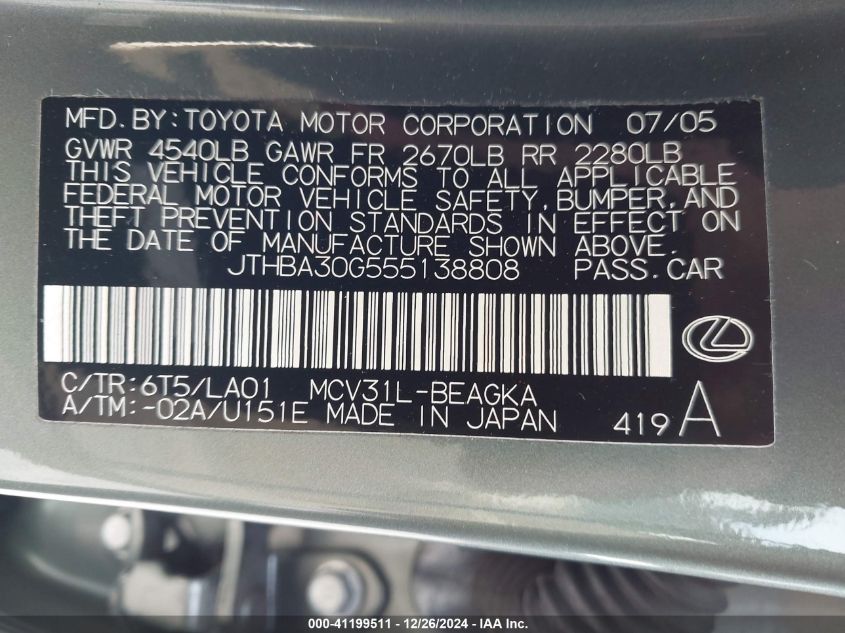 MFD. BY: TOYOTA MOTOR CORPORATION 07/05
GVWR 4540LB GAWR FR 2670LB RR 2280LB
THIS VEHICLE CONFORMS TO ALL APPLICABLE
FEDERAL MOTOR VEHICLE SAFETY, BUMPER, AND
THEFT PREVENTION STANDARDS IN EFFECT ON
THE DATE OF MANUFACTURE SHOWN ABOVE.
JTHBA30G555138808 PASS. CAR
C/TR: 6T5/LA01 MCV31L-BEAGKA
A/TM: -02A/U151E MADE IN JAPAN 419 A
000-41199511 - 12/26/2024 - IAA Inc.